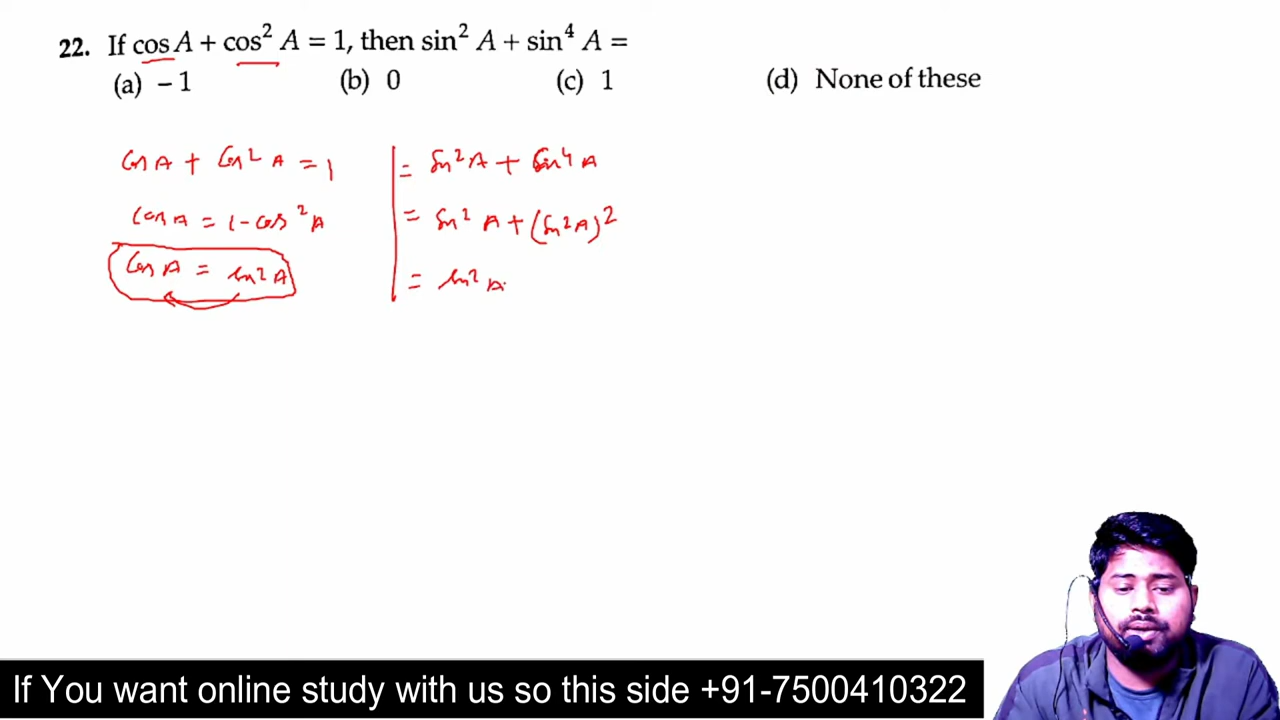 22. If cos A + cos² A = 1, then sin² A + sin⁴ A =
(a) – 1 (b) 0 (c) 1 (d) None of these
cos A + cos² A = 1
cos A = 1 - cos² A
cos A = sin² A
= sin² A + sin⁴ A
= sin² A + (sin² A)²
= sin² A
If You want online study with us so this side +91-7500410322